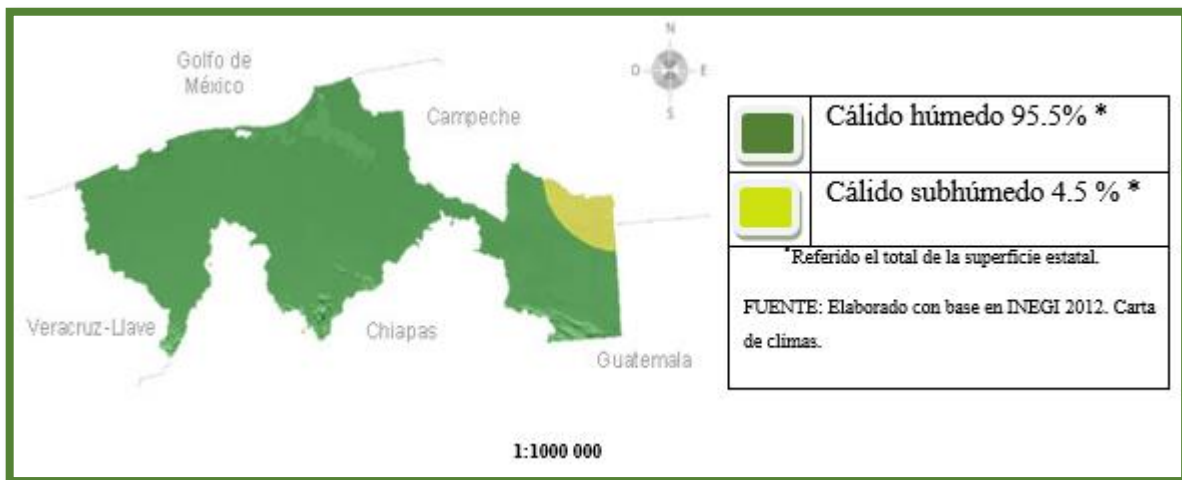 Golfo de
México
Campeche
N
O
E
S
Veracruz-Llave
Chiapas
Guatemala
1:1000 000
Cálido húmedo 95.5% *
Cálido subhúmedo 4.5 % *
*Referido el total de la superficie estatal.
FUENTE: Elaborado con base en INEGI 2012. Carta
de climas.